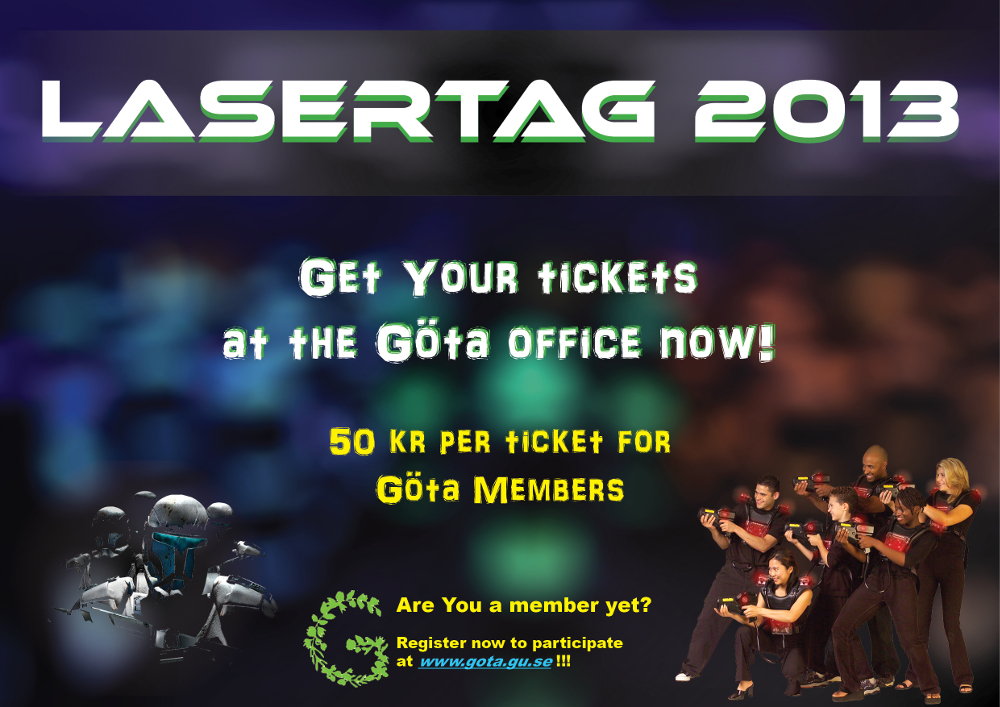 LASERTAG 2013
Get Your tickets
at the Göta office now!
50 kr per ticket for
Göta Members
Are You a member yet?
Register now to participate
at www.gota.gu.se !!!